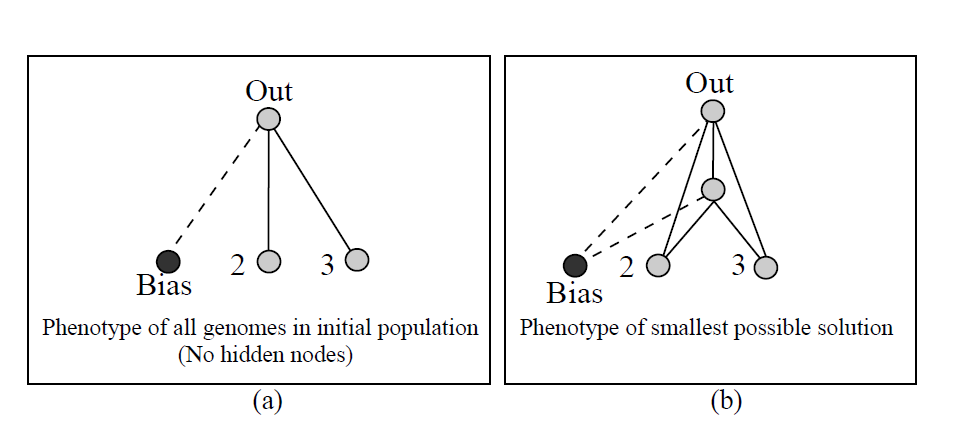 Out
2
3
Bias
Phenotype of all genomes in initial population
(No hidden nodes)
(a)
Out
2
3
Bias
Phenotype of smallest possible solution
(b)